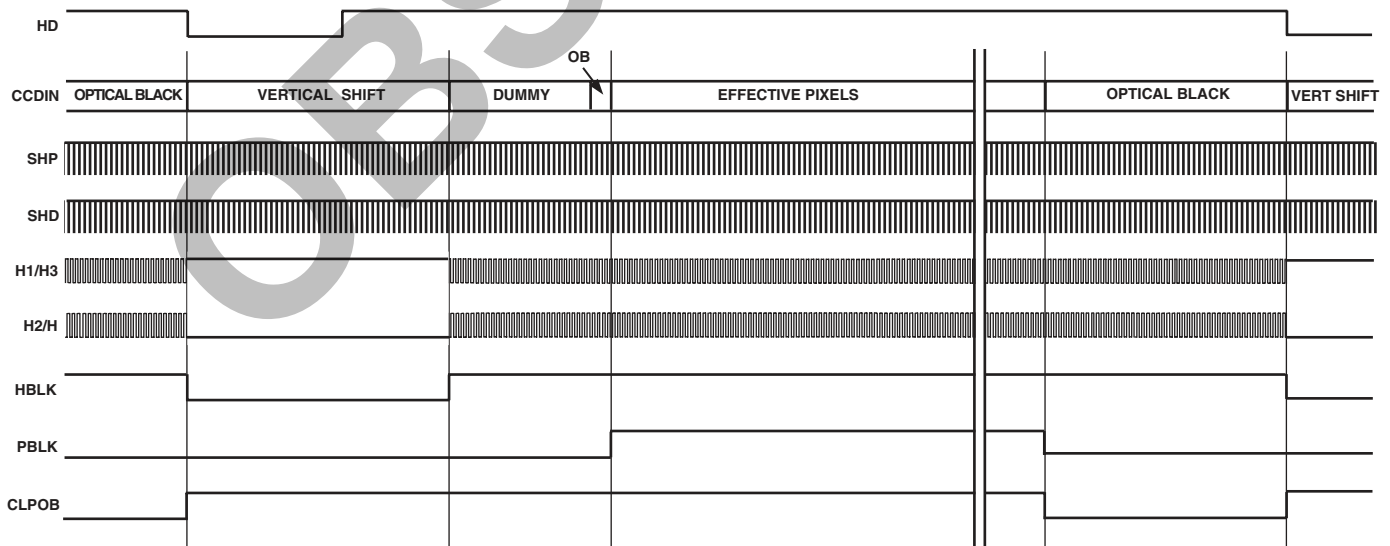 HD
OB
CCDIN OPTICAL BLACK VERTICAL SHIFT DUMMY EFFECTIVE PIXELS OPTICAL BLACK VERT SHIFT
SHP
SHD
H1/H3
H2/H
HBLK
PBLK
CLPOB
OBS